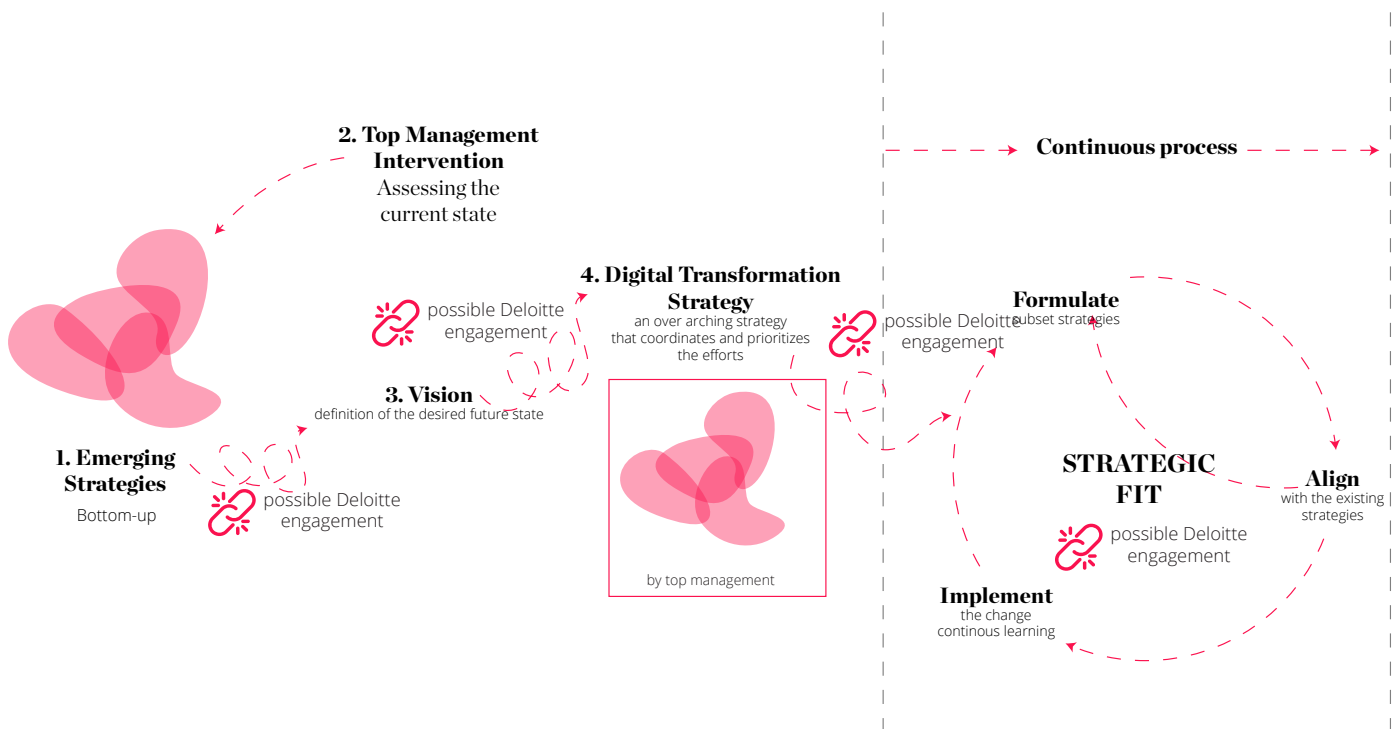 2. Top Management
Intervention
Assessing the
current state
Continuous process
4. Digital Transformation
Strategy
an over arching strategy
that coordinates and prioritizes
the efforts
possible Deloitte
engagement
possible Deloitte
engagement
Formulate
subset strategies
3. Vision
definition of the desired future state
1. Emerging
Strategies
Bottom-up
possible Deloitte
engagement
by top management
STRATEGIC
FIT
possible Deloitte
engagement
Align
with the existing
strategies
Implement
the change
continous learning